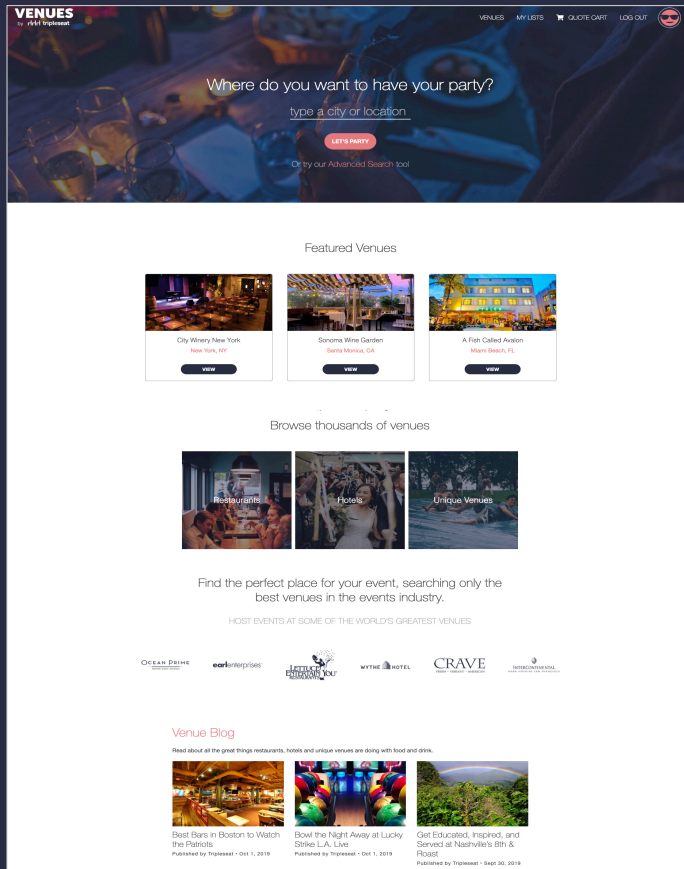 VENUES
by tripleseat
VENUES MY LISTS QUOTE CART LOG OUT
Where do you want to have your party?
type a city or location
LET'S PARTY
Or try our Advanced Search tool
Featured Venues
City Winery New York
New York, NY
VIEW
Sonoma Wine Garden
Santa Monica, CA
VIEW
A Fish Called Avalon
Miami Beach, FL
VIEW
Browse thousands of venues
Restaurants
Hotels
Unique Venues
Find the perfect place for your event, searching only the
best venues in the events industry.
HOST EVENTS AT SOME OF THE WORLD'S GREATEST VENUES
OCEAN PRIME
earlenterprises
LETTUCE
ENTERTAIN YOU
RESTAURANTS
WYTHE HOTEL
CRAVE
FRESH • VIBRANT • AMERICAN
INTERCONTINENTAL
MARK HOPKINS SAN FRANCISCO
Venue Blog
Read about all the great things restaurants, hotels and unique venues are doing with food and drink.
Best Bars in Boston to Watch
the Patriots
Published by Tripleseat • Oct 1, 2019
Bowl the Night Away at Lucky
Strike L.A. Live
Published by Tripleseat • Oct 1, 2019
Get Educated, Inspired, and
Served at Nashville's 8th &
Roast
Published by Tripleseat • Sept 30, 2019